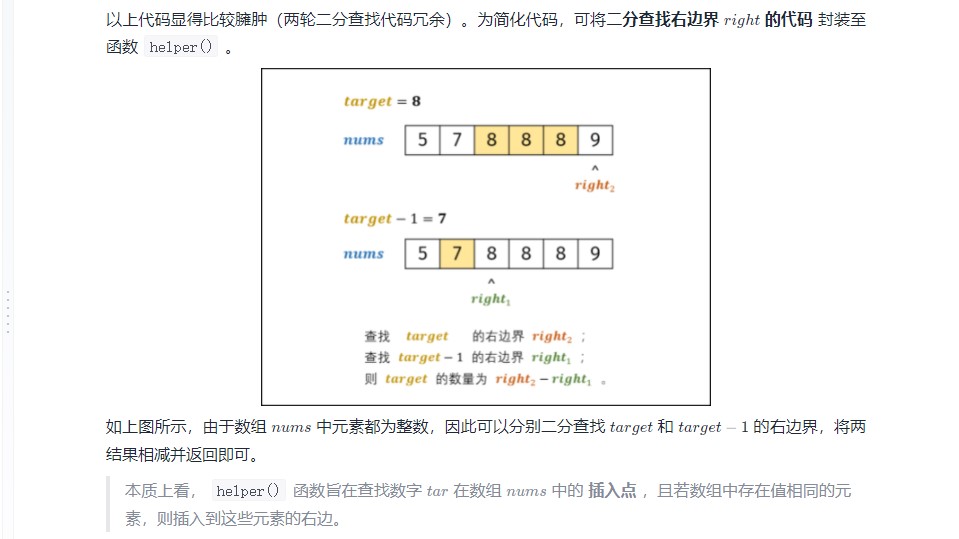 以上代码显得比较臃肿（两轮二分查找代码冗余）。为简化代码，可将二分查找右边界 right 的代码 封装至
函数 helper() 。
target = 8
nums 5 7 8 8 8 9
^
right₂
target − 1 = 7
nums 5 7 8 8 8 9
^
right₁
查找 target 的右边界 right₂ ；
查找 target − 1 的右边界 right₁ ；
则 target 的数量为 right₂ − right₁ 。
如上图所示，由于数组 nums 中元素都为整数，因此可以分别二分查找 target 和 target − 1 的右边界，将两
结果相减并返回即可。
本质上看， helper() 函数旨在查找数字 tar 在数组 nums 中的 插入点 ，且若数组中存在值相同的元
素，则插入到这些元素的右边。